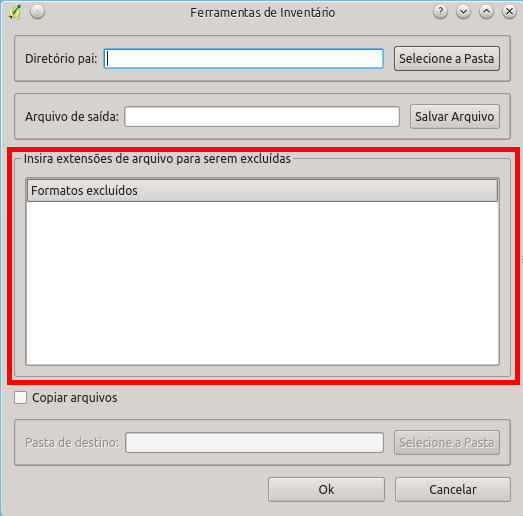 Ferramentas de Inventário
Diretório pai: Selecione a Pasta
Arquivo de saída: Salvar Arquivo
Insira extensões de arquivo para serem excluídas
Formatos excluídos
Copiar arquivos
Pasta de destino: Selecione a Pasta
Ok Cancelar